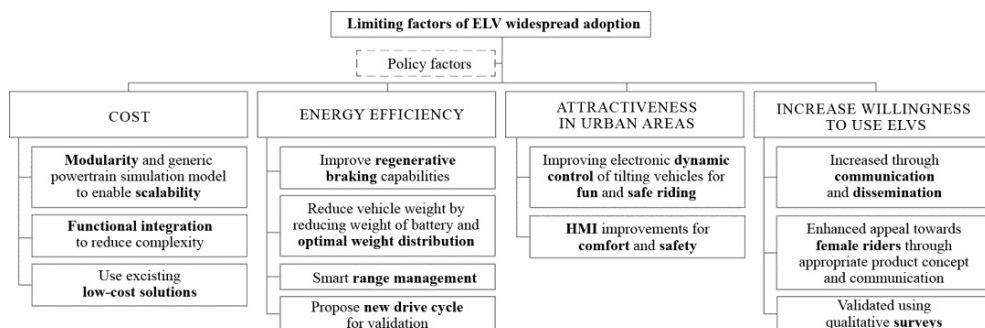 Limiting factors of ELV widespread adoption
Policy factors
COST
Modularity and generic
powertrain simulation model
to enable scalability
Functional integration
to reduce complexity
Use excisting
low-cost solutions
ENERGY EFFICIENCY
Improve regenerative
braking capabilities
Reduce vehicle weight by
reducing weight of battery and
optimal weight distribution
Smart range management
Propose new drive cycle
for validation
ATTRACTIVENESS
IN URBAN AREAS
Improving electronic dynamic
control of tilting vehicles for
fun and safe riding
HMI improvements for
comfort and safety
INCREASE WILLINGNESS
TO USE ELVS
Increased through
communication
and dissemination
Enhanced appeal towards
female riders through
appropriate product concept
and communication
Validated using
qualitative surveys